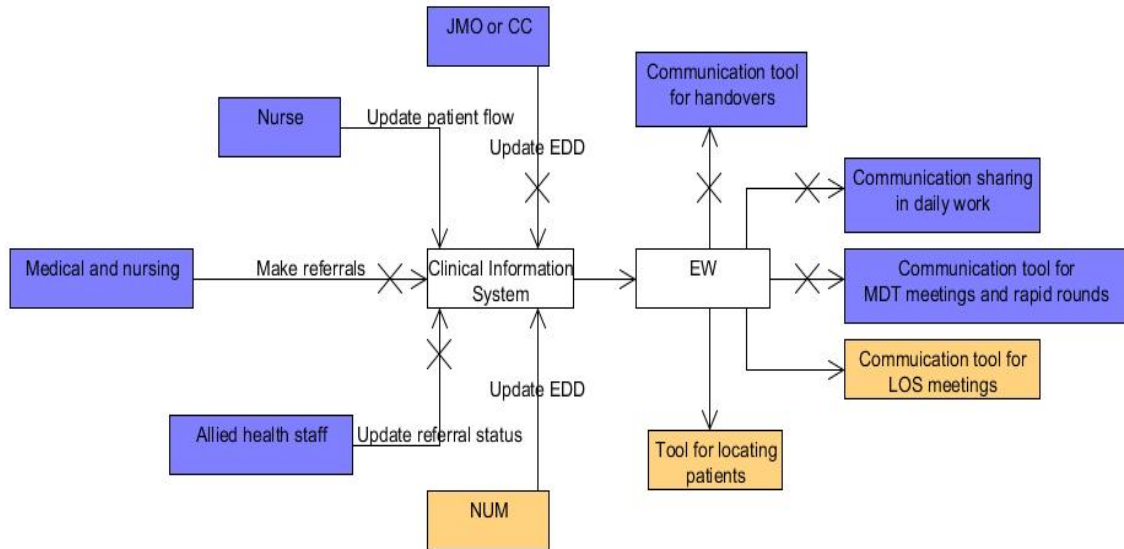 JMO or CC
Communication tool
for handovers
Nurse
Update patient flow
Update EDD
Communication sharing
in daily work
Medical and nursing
Make referrals
Clinical Information
System
EW
Communication tool for
MDT meetings and rapid rounds
Commuication tool for
LOS meetings
Update EDD
Allied health staff
Update referral status
Tool for locating
patients
NUM